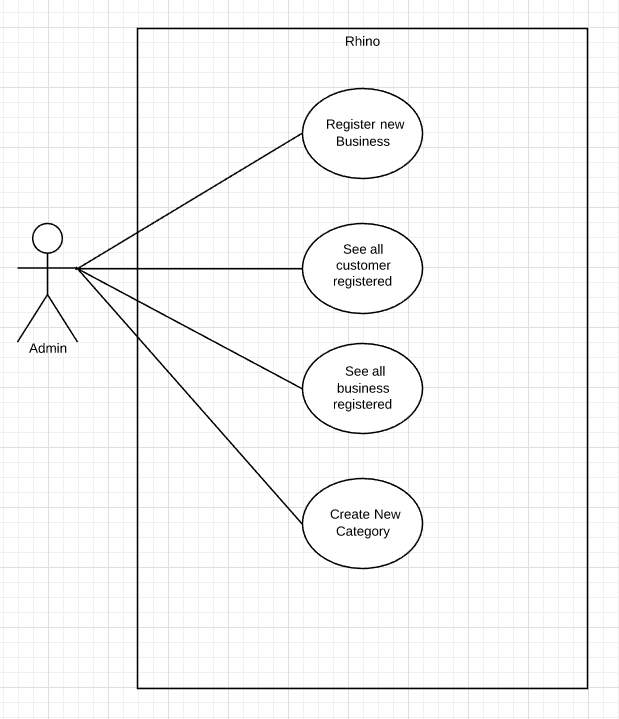 Rhino
Register new
Business
See all
customer
registered
Admin
See all
business
registered
Create New
Category